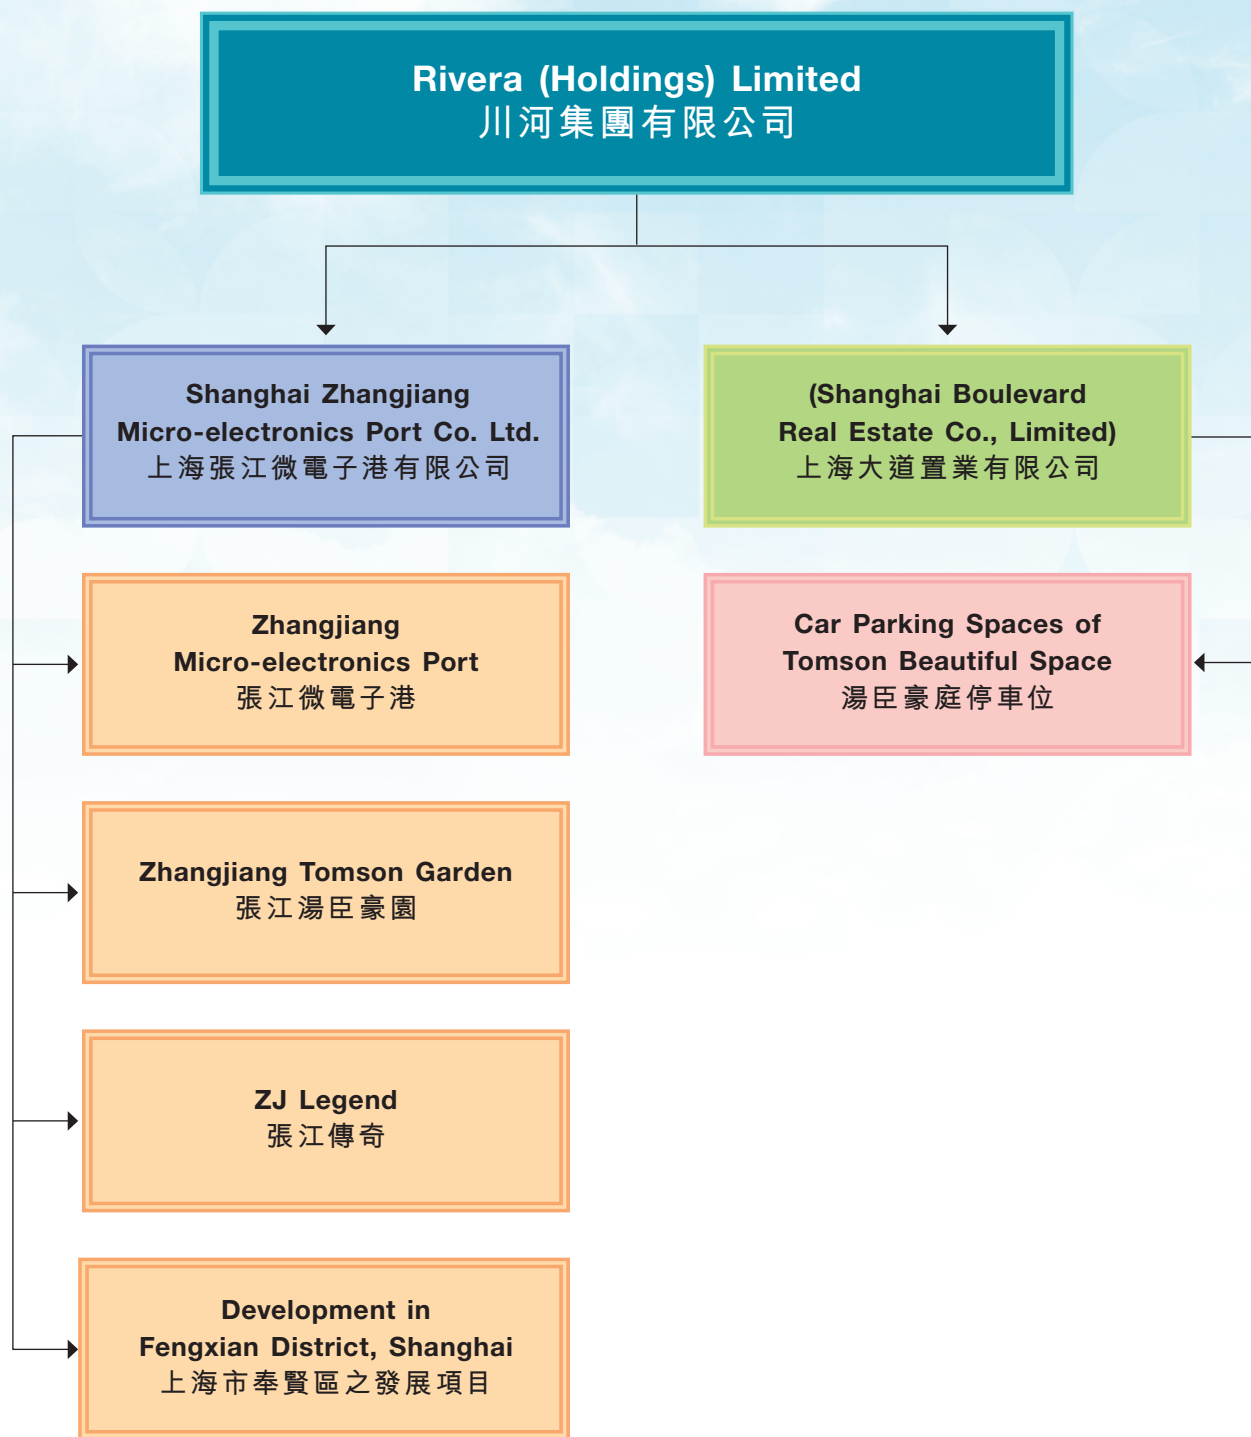 Rivera (Holdings) Limited
川河集團有限公司
Shanghai Zhangjiang
Micro-electronics Port Co. Ltd.
上海張江微電子港有限公司
(Shanghai Boulevard
Real Estate Co., Limited)
上海大道置業有限公司
Zhangjiang
Micro-electronics Port
張江微電子港
Car Parking Spaces of
Tomson Beautiful Space
湯臣豪庭停車位
Zhangjiang Tomson Garden
張江湯臣豪園
ZJ Legend
張江傳奇
Development in
Fengxian District, Shanghai
上海市奉賢區之發展項目